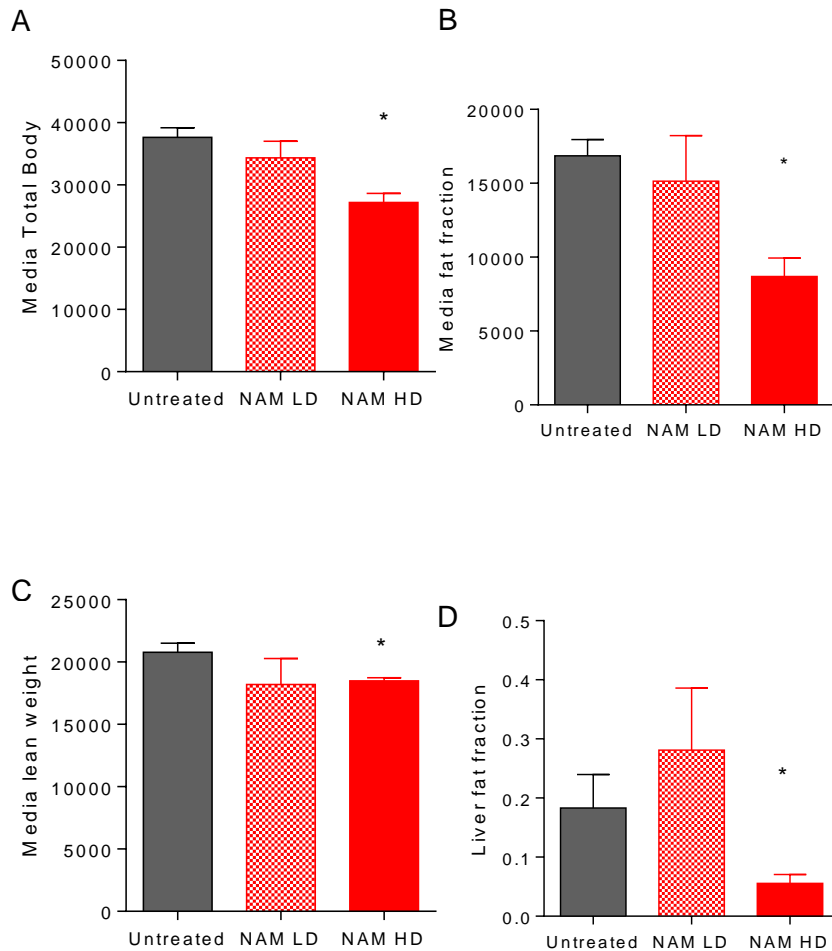 A
Media Total Body
50000
40000
30000
20000
10000
0
*
Untreated NAM LD NAM HD
B
Media fat fraction
20000
15000
10000
5000
0
*
Untreated NAM LD NAM HD
C
Media lean weight
25000
20000
15000
10000
5000
0
*
Untreated NAM LD NAM HD
D
Liver fat fraction
0.5
0.4
0.3
0.2
0.1
0.0
*
Untreated NAM LD NAM HD